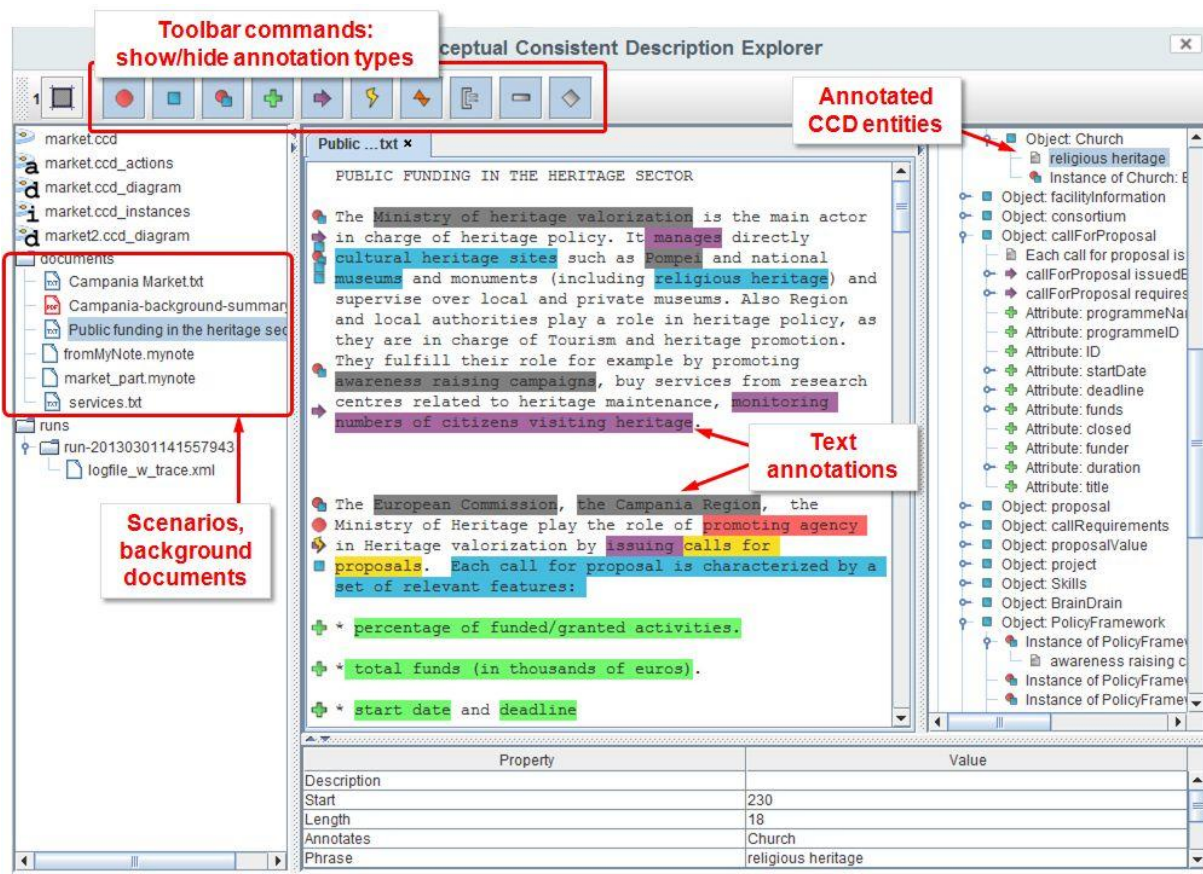 Toolbar commands:
show/hide annotation types
ceptual Consistent Description Explorer
1
Annotated
CCD entities
market.ccd
a market.ccd_actions
d market.ccd_diagram
i market.ccd_instances
d market2.ccd_diagram
documents
Campania Market.txt
Campania-background-summary
Public funding in the heritage sec
fromMyNote.mynote
market_part.mynote
services.txt
runs
run-20130301141557943
logfile_w_trace.xml
Scenarios,
background
documents
Public ...txt ×
PUBLIC FUNDING IN THE HERITAGE SECTOR
The Ministry of heritage valorization is the main actor
in charge of heritage policy. It manages directly
cultural heritage sites such as Pompei and national
museums and monuments (including religious heritage) and
supervise over local and private museums. Also Region
and local authorities play a role in heritage policy, as
they are in charge of Tourism and heritage promotion.
They fulfill their role for example by promoting
awareness raising campaigns, buy services from research
centres related to heritage maintenance, monitoring
numbers of citizens visiting heritage.
Text
annotations
The European Commission, the Campania Region, the
Ministry of Heritage play the role of promoting agency
in Heritage valorization by issuing calls for
proposals. Each call for proposal is characterized by a
set of relevant features:
* percentage of funded/granted activities.
* total funds (in thousands of euros).
* start date and deadline
Object: Church
religious heritage
Instance of Church: E
Object: facilityInformation
Object: consortium
Object: callForProposal
Each call for proposal is
callForProposal issuedB
callForProposal requires
Attribute: programmeNa
Attribute: programmeID
Attribute: ID
Attribute: startDate
Attribute: deadline
Attribute: funds
Attribute: closed
Attribute: funder
Attribute: duration
Attribute: title
Object: proposal
Object: callRequirements
Object: proposalValue
Object: project
Object: Skills
Object: BrainDrain
Object: PolicyFramework
Instance of PolicyFrame
awareness raising c
Instance of PolicyFrame
Instance of PolicyFrame
Property Value
Description
Start 230
Length 18
Annotates Church
Phrase religious heritage